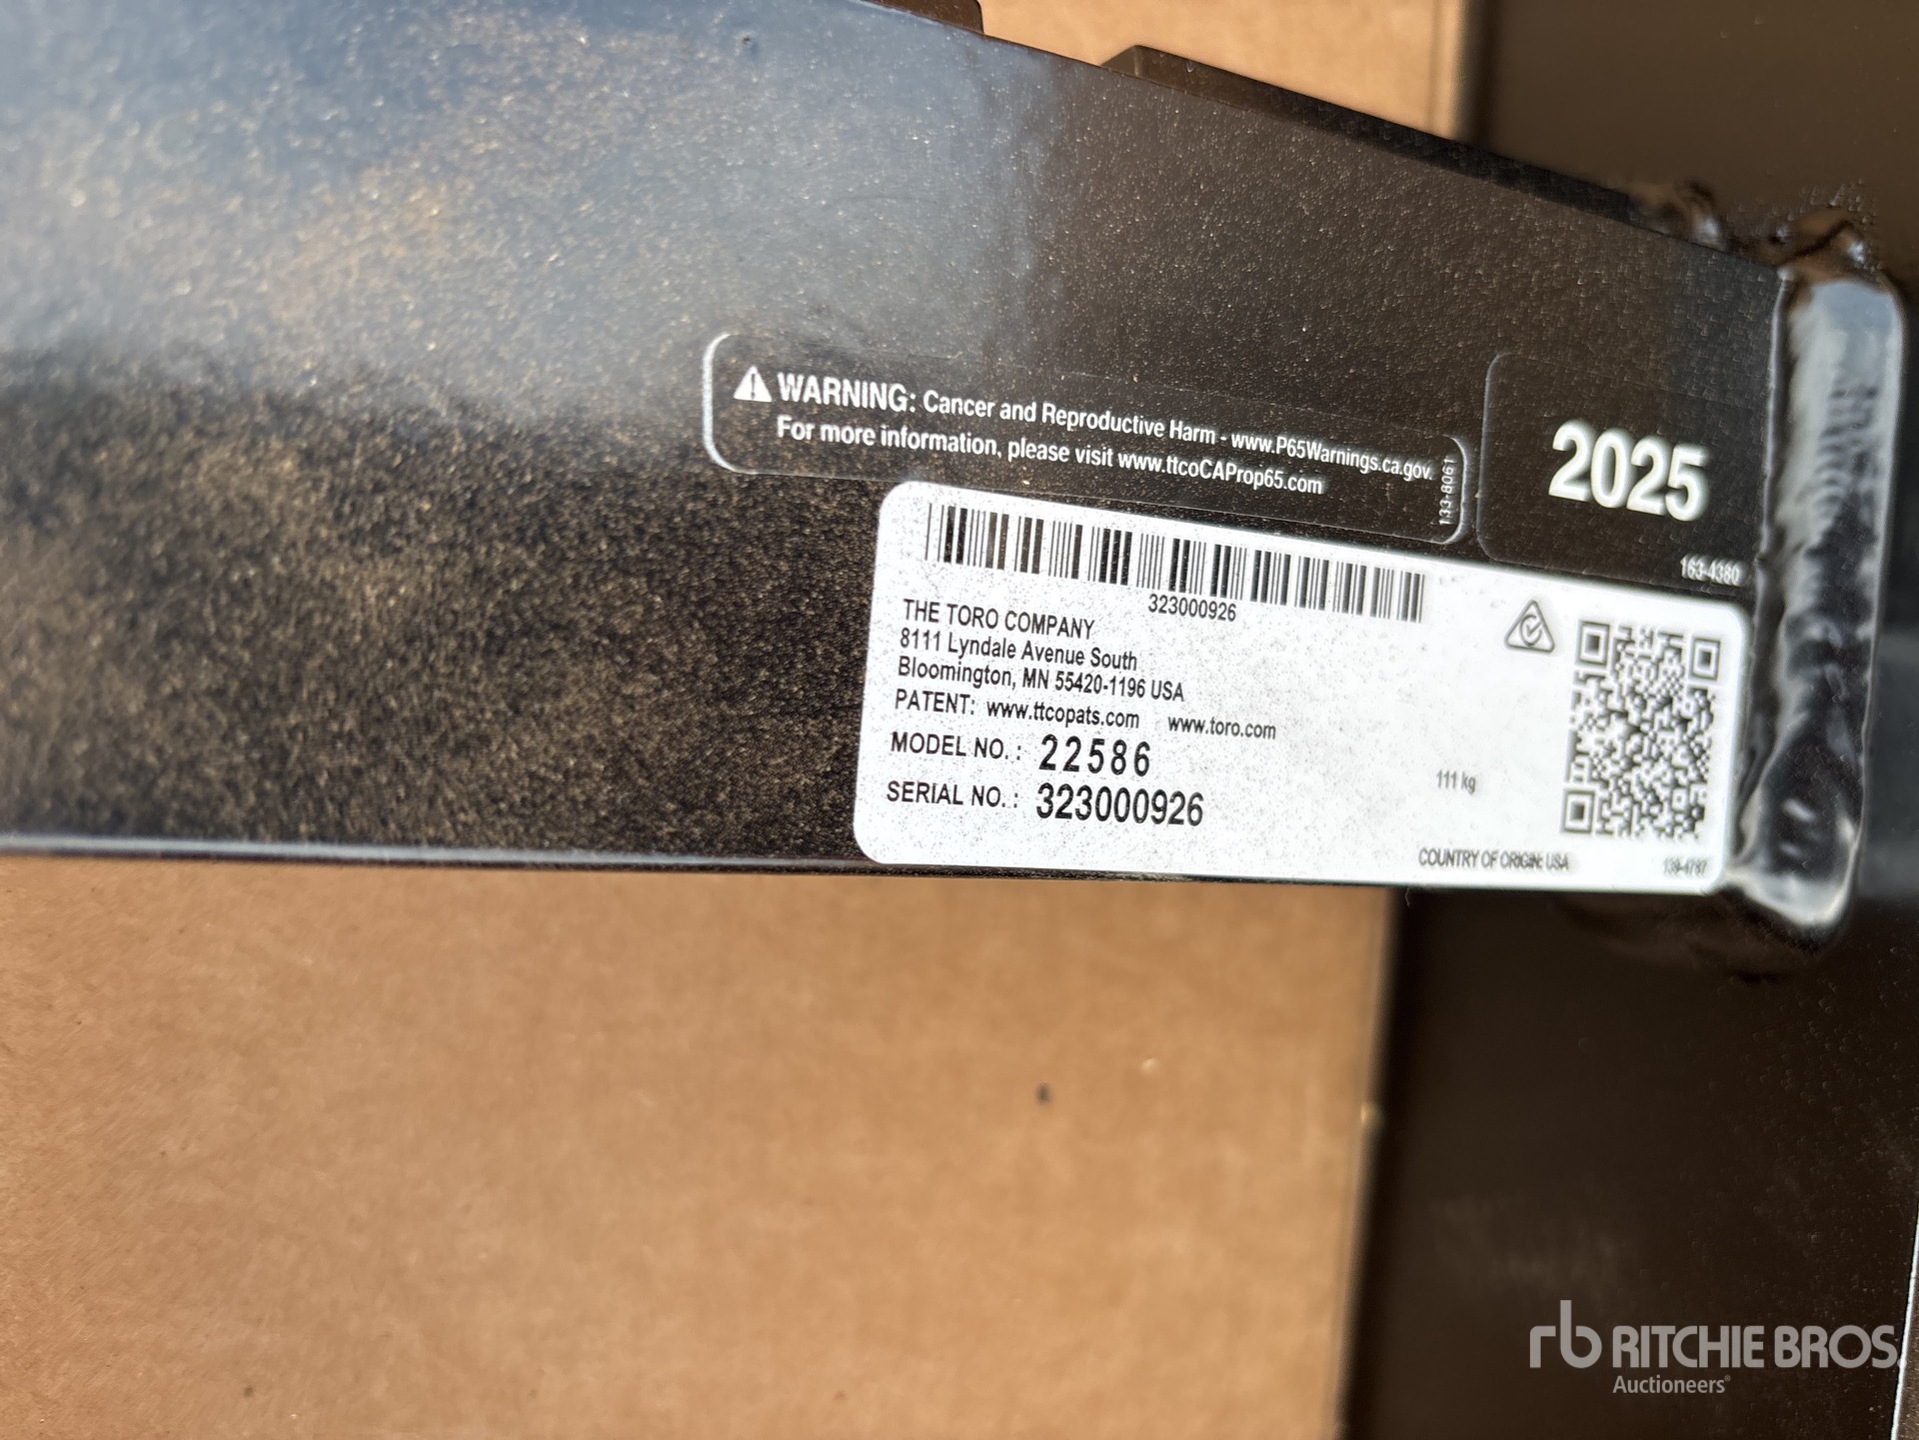 WARNING: Cancer and Reproductive Harm - www.P65Warnings.ca.gov.
For more information, please visit www.ttcoCAProp65.com
133-8061
2025
163-4380
323000926
THE TORO COMPANY
8111 Lyndale Avenue South
Bloomington, MN 55420-1196 USA
PATENT: www.ttcopats.com www.toro.com
MODEL NO.: 22586
111 kg
SERIAL NO.: 323000926
COUNTRY OF ORIGIN: USA
139-4787
rb RITCHIE BROS.
Auctioneers®